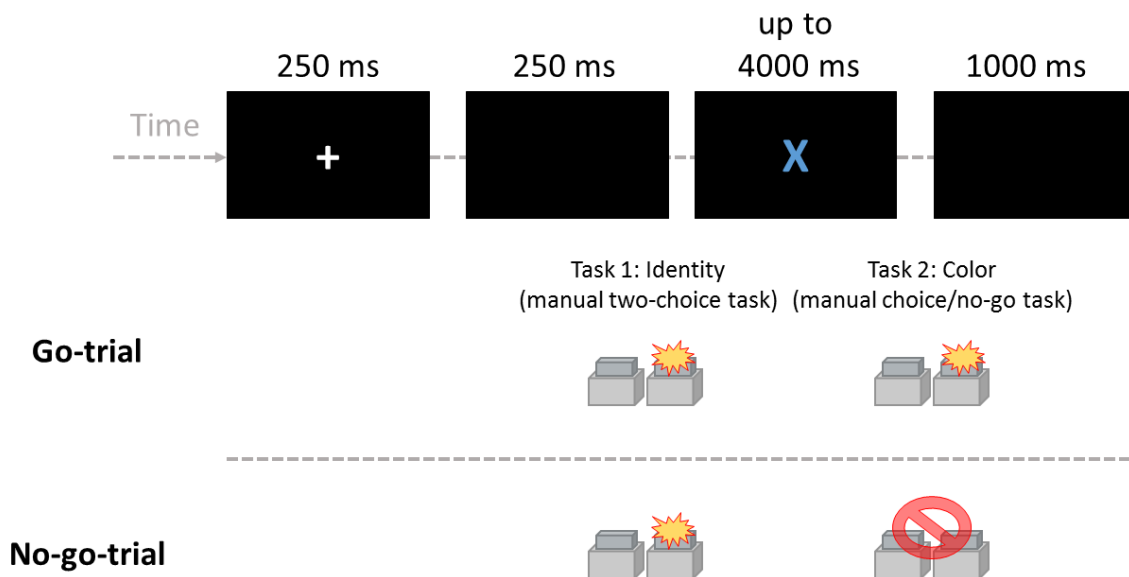 up to
250 ms 250 ms 4000 ms 1000 ms
Time
+
X
Task 1: Identity Task 2: Color
(manual two-choice task) (manual choice/no-go task)
Go-trial
No-go-trial